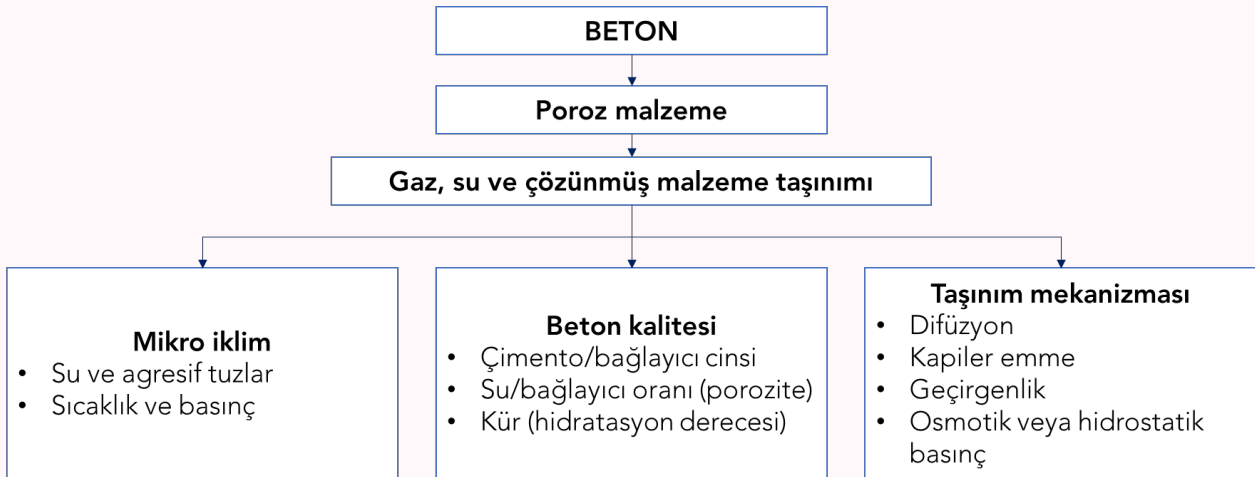 BETON
Poroz malzeme
Gaz, su ve çözünmüş malzeme taşınımı
Mikro iklim
• Su ve agresif tuzlar
• Sıcaklık ve basınç
Beton kalitesi
• Çimento/bağlayıcı cinsi
• Su/bağlayıcı oranı (porozite)
• Kür (hidratasyon derecesi)
Taşınım mekanizması
• Difüzyon
• Kapiler emme
• Geçirgenlik
• Osmotik veya hidrostatik
basınç